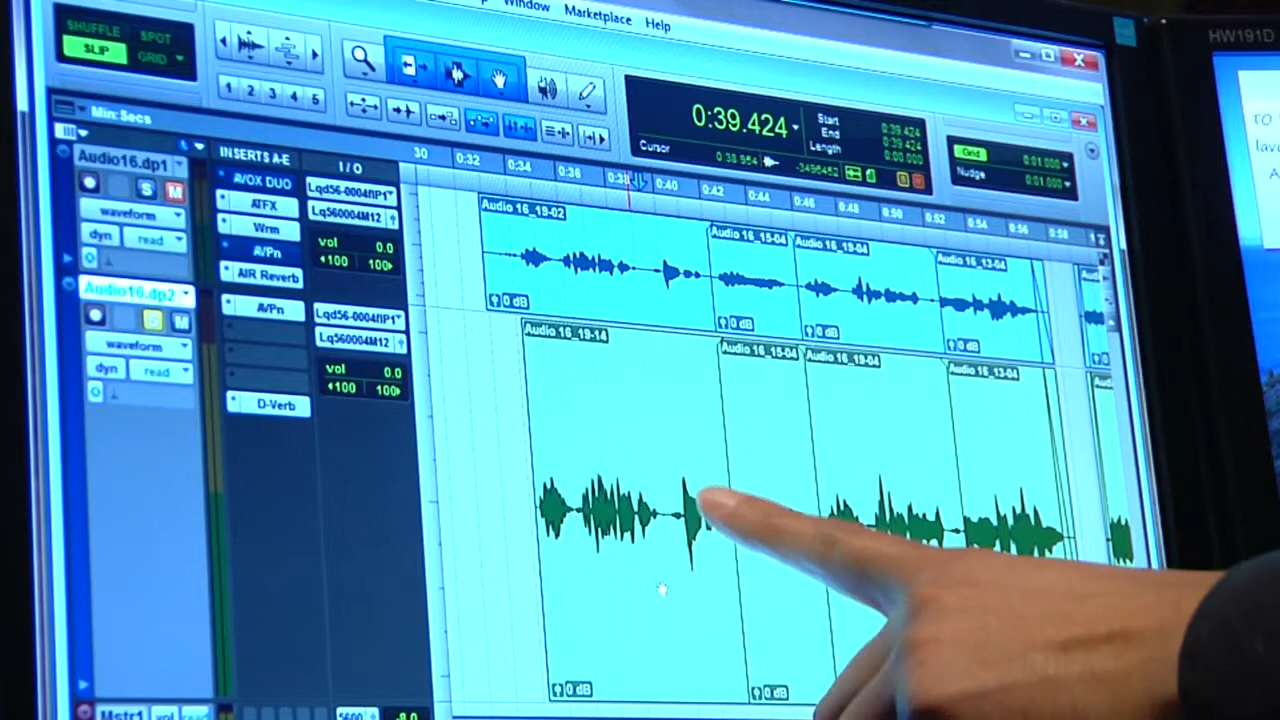 Window Marketplace Help
SHUFFLE SPOT
SLIP GRID
1 2 3 4 5
0:39.424
Start 0:39.424
End 0:39.424
Length 0:00.000
Cursor 0:38.954 -3496452
Grid 0:01.000
Nudge 0:01.000
HW191D
TO
Min:Secs
INSERTS A-E
I/O
30 0:32 0:34 0:36 0:38 0:40 0:42 0:44 0:46 0:48 0:50 0:52 0:54 0:56 0:58
Audio16.dp1
S M
waveform
dyn read
AVOX DUO
ATFX
Wrm
AVPn
AIR Reverb
Lq560004M12
vol 0.0
100 100
Audio 16_19-02
Audio 16_15-04
Audio 16_19-04
Audio 16_13-04
0 dB
0 dB
0 dB
0 dB
Audio16.dp2
M
waveform
dyn read
AVPn
D-Verb
Lq560004M12
vol 0.0
100 100
Audio 16_19-14
Audio 16_15-04
Audio 16_19-04
Audio 16_13-04
0 dB
0 dB
Mstr1 vol read